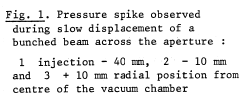 Fig. 1. Pressure spike observed
during slow displacement of a
bunched beam across the aperture :
1 injection - 40 mm, 2 - 10 mm
and 3 + 10 mm radial position from
centre of the vacuum chamber